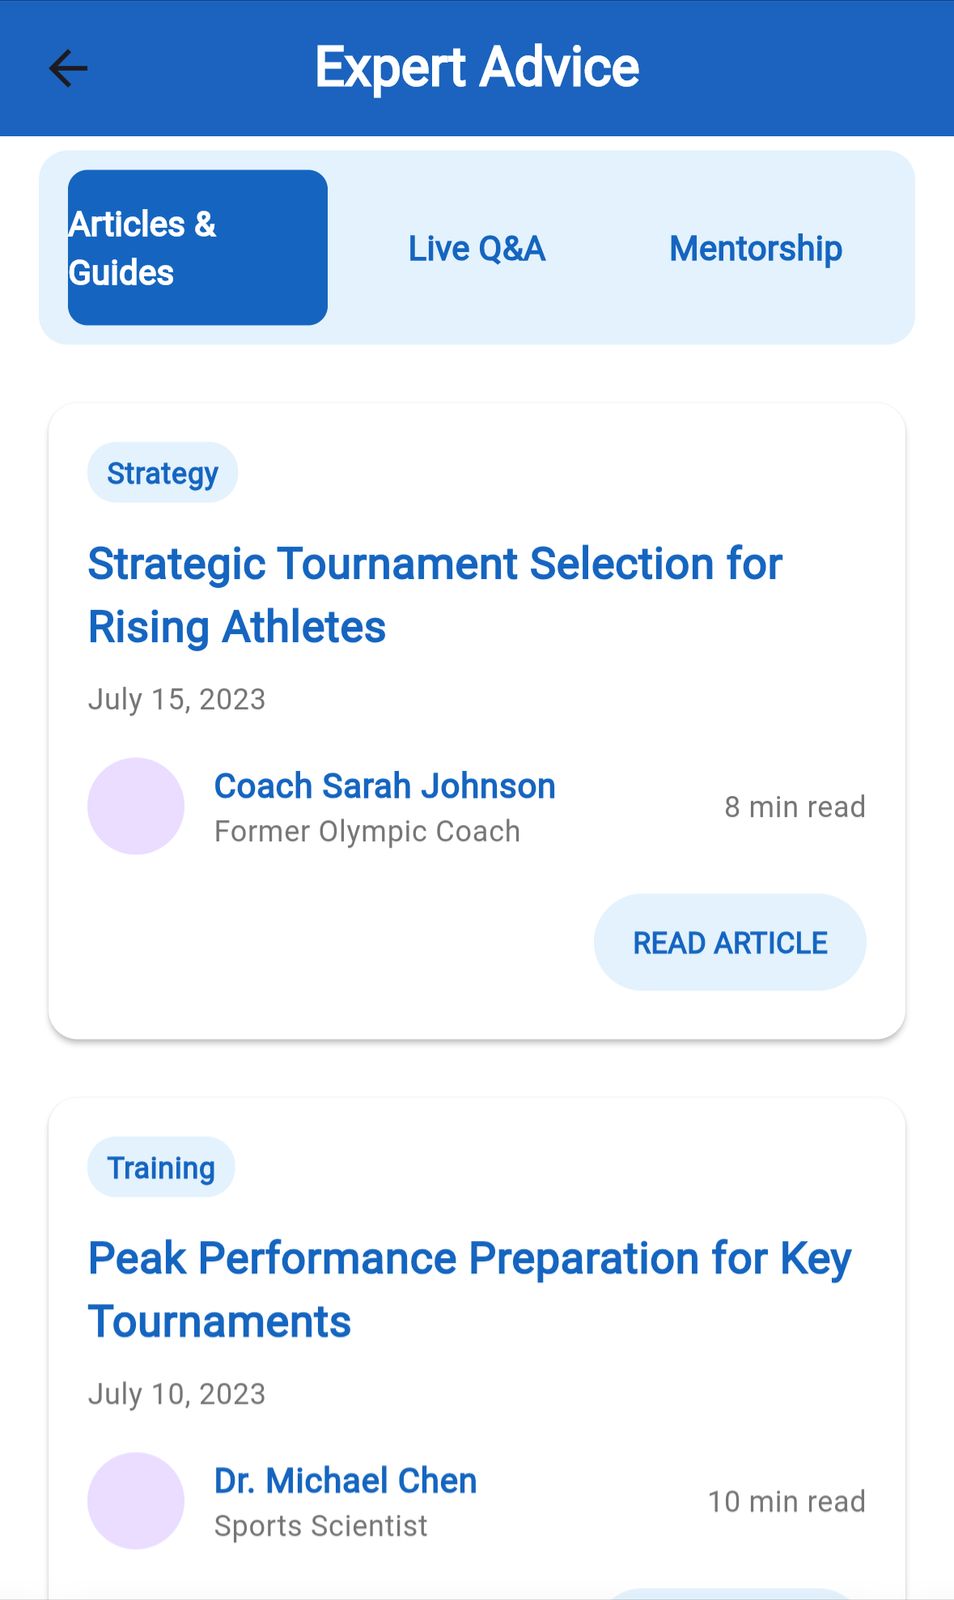 Expert Advice
Articles &
Guides
Live Q&A
Mentorship
Strategy
Strategic Tournament Selection for
Rising Athletes
July 15, 2023
Coach Sarah Johnson
Former Olympic Coach
8 min read
READ ARTICLE
Training
Peak Performance Preparation for Key
Tournaments
July 10, 2023
Dr. Michael Chen
Sports Scientist
10 min read